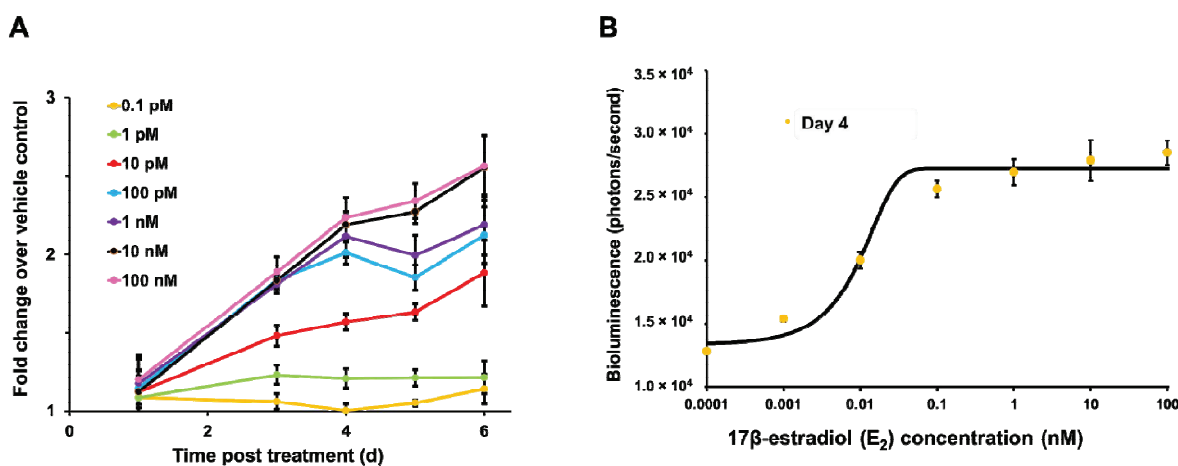 A
3
2
1
0
2
4
6
Fold change over vehicle control
Time post treatment (d)
0.1 pM
1 pM
10 pM
100 pM
1 nM
10 nM
100 nM
B
3.5 × 10⁴
3.0 × 10⁴
2.5 × 10⁴
2.0 × 10⁴
1.5 × 10⁴
1.0 × 10⁴
0.0001
0.001
0.01
0.1
1
10
100
Bioluminescence (photons/second)
17β-estradiol (E₂) concentration (nM)
Day 4